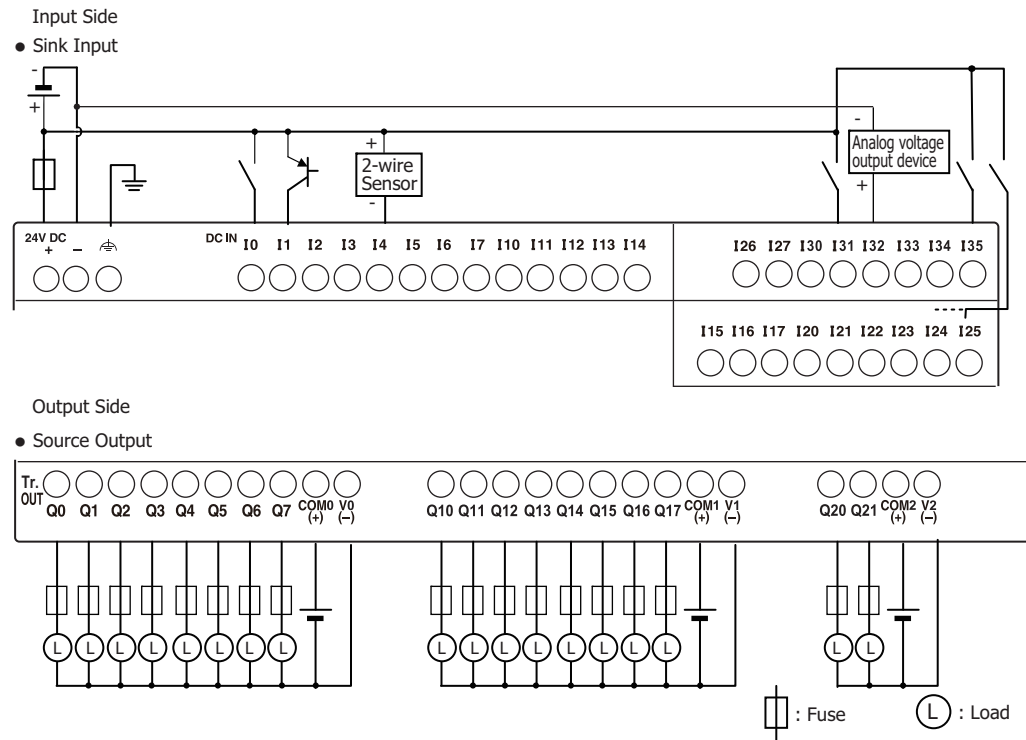 Input Side
● Sink Input
-
+
+
2-wire
Sensor
-
-
Analog voltage
output device
+
24V DC
+ –
DC IN I0 I1 I2 I3 I4 I5 I6 I7 I10 I11 I12 I13 I14
I26 I27 I30 I31 I32 I33 I34 I35
I15 I16 I17 I20 I21 I22 I23 I24 I25
Output Side
● Source Output
Tr.
OUT
Q0 Q1 Q2 Q3 Q4 Q5 Q6 Q7 COM0 V0
(+) (–)
Q10 Q11 Q12 Q13 Q14 Q15 Q16 Q17 COM1 V1
(+) (–)
Q20 Q21 COM2 V2
(+) (–)
L L L L L L L L
L L L L L L L L
L L
: Fuse
L : Load